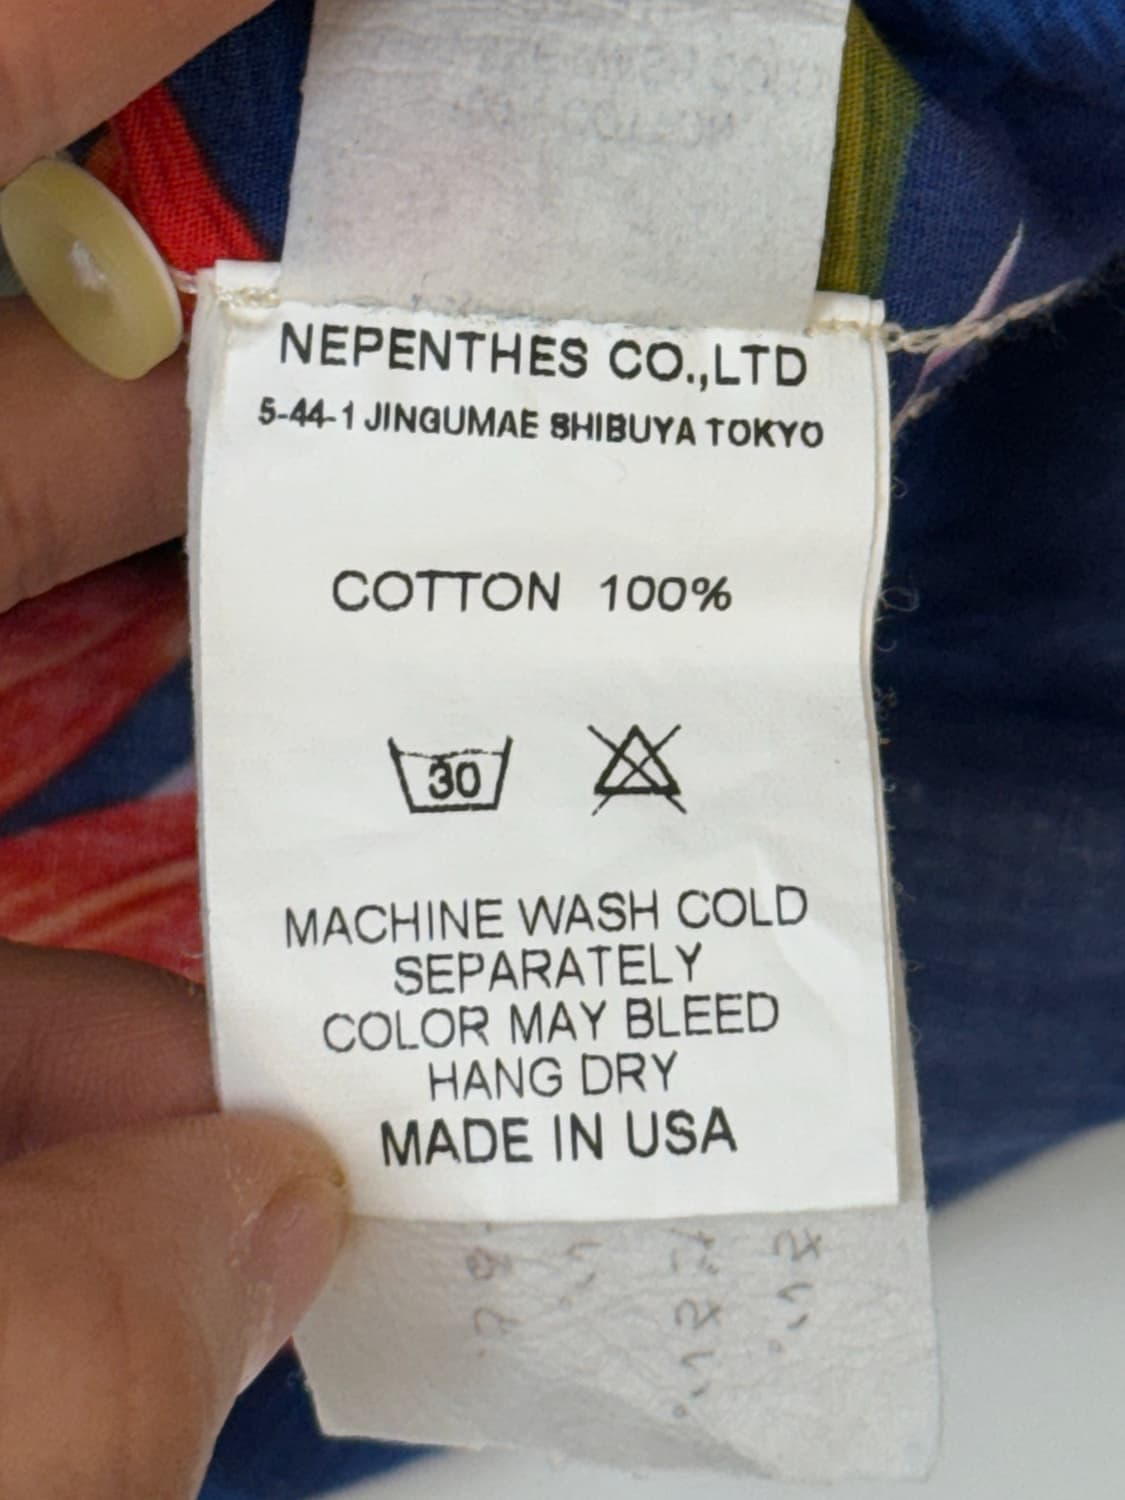 NEPENTHES CO.,LTD
5-44-1 JINGUMAE SHIBUYA TOKYO
COTTON 100%
30
MACHINE WASH COLD
SEPARATELY
COLOR MAY BLEED
HANG DRY
MADE IN USA